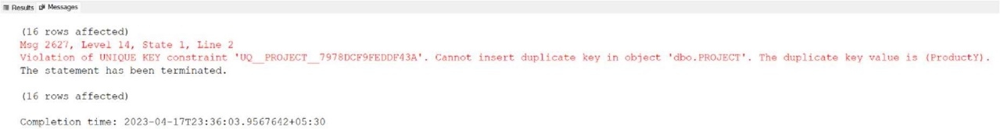 Results Messages
(16 rows affected)
Msg 2627, Level 14, State 1, Line 2
Violation of UNIQUE KEY constraint 'UQ__PROJECT__7978DCF9FEDDF43A'. Cannot insert duplicate key in object 'dbo.PROJECT'. The duplicate key value is (ProductY).
The statement has been terminated.
(16 rows affected)
Completion time: 2023-04-17T23:36:03.9567642+05:30